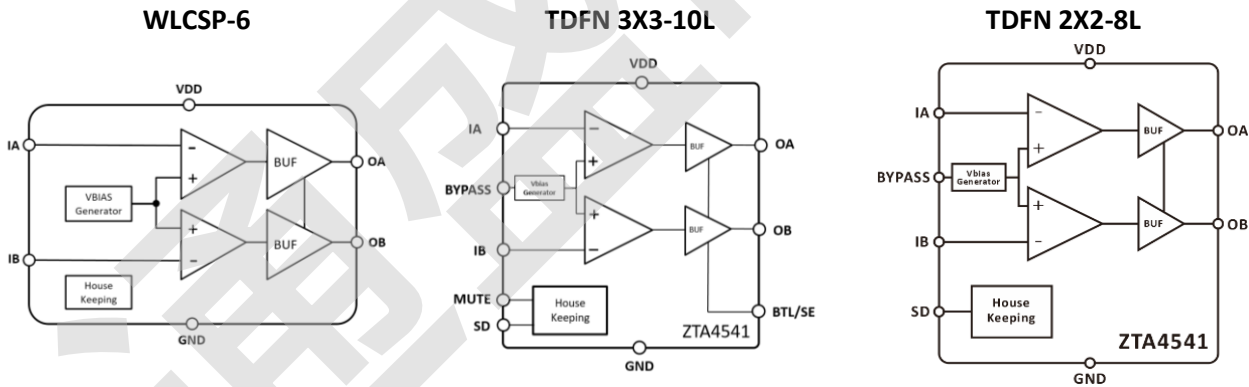 WLCSP-6
VDD
IA
−
BUF
OA
+
VBIAS
Generator
+
BUF
OB
−
IB
House
Keeping
GND
TDFN 3X3-10L
VDD
IA
−
BUF
OA
+
BYPASS
Vbias
Generator
+
BUF
OB
IB
−
MUTE
House
Keeping
SD
BTL/SE
ZTA4541
GND
TDFN 2X2-8L
VDD
IA
−
BUF
OA
+
BYPASS
Vbias
Generator
+
BUF
OB
IB
−
House
Keeping
SD
ZTA4541
GND